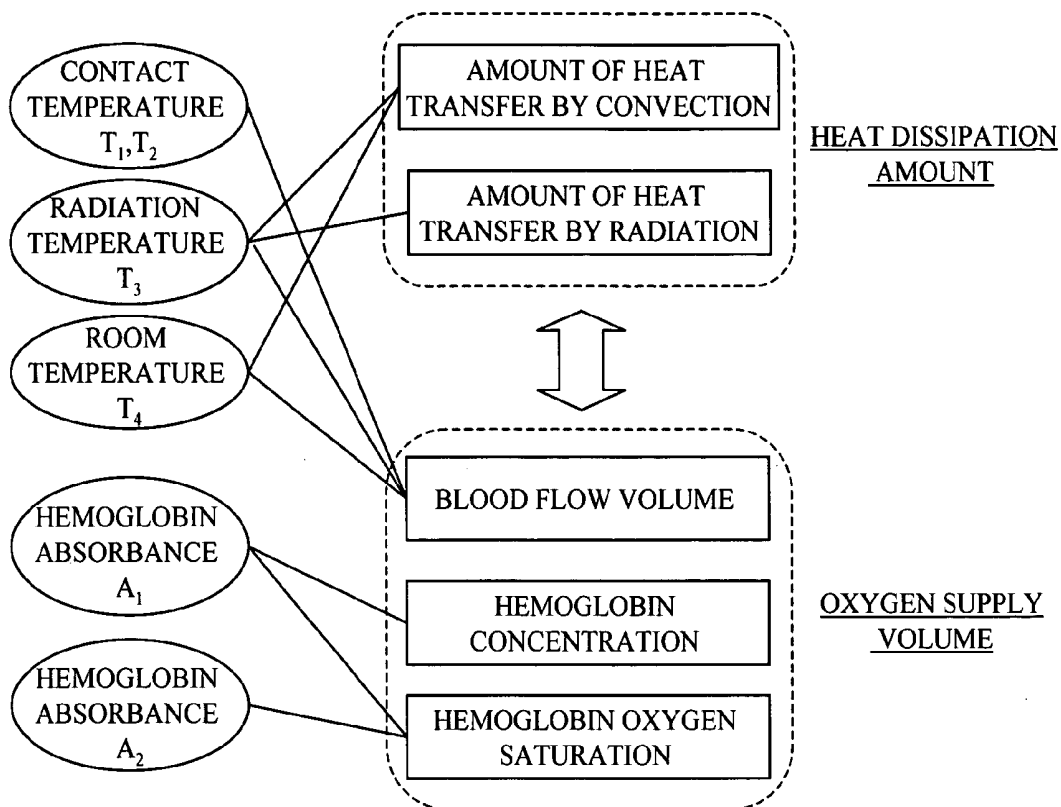 CONTACT
TEMPERATURE
T₁,T₂
RADIATION
TEMPERATURE
T₃
ROOM
TEMPERATURE
T₄
HEMOGLOBIN
ABSORBANCE
A₁
HEMOGLOBIN
ABSORBANCE
A₂
AMOUNT OF HEAT
TRANSFER BY CONVECTION
AMOUNT OF HEAT
TRANSFER BY RADIATION
HEAT DISSIPATION
AMOUNT
BLOOD FLOW VOLUME
HEMOGLOBIN
CONCENTRATION
HEMOGLOBIN OXYGEN
SATURATION
OXYGEN SUPPLY
VOLUME